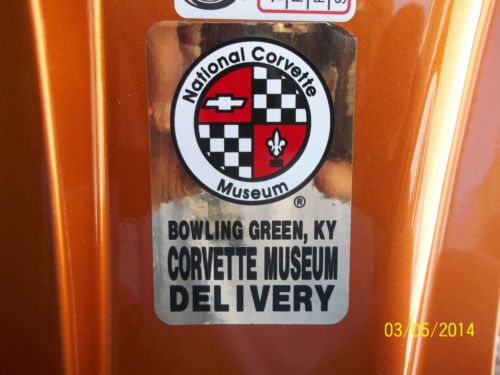 National Corvette
Museum
®
BOWLING GREEN, KY
CORVETTE MUSEUM
DELIVERY
03/05/2014